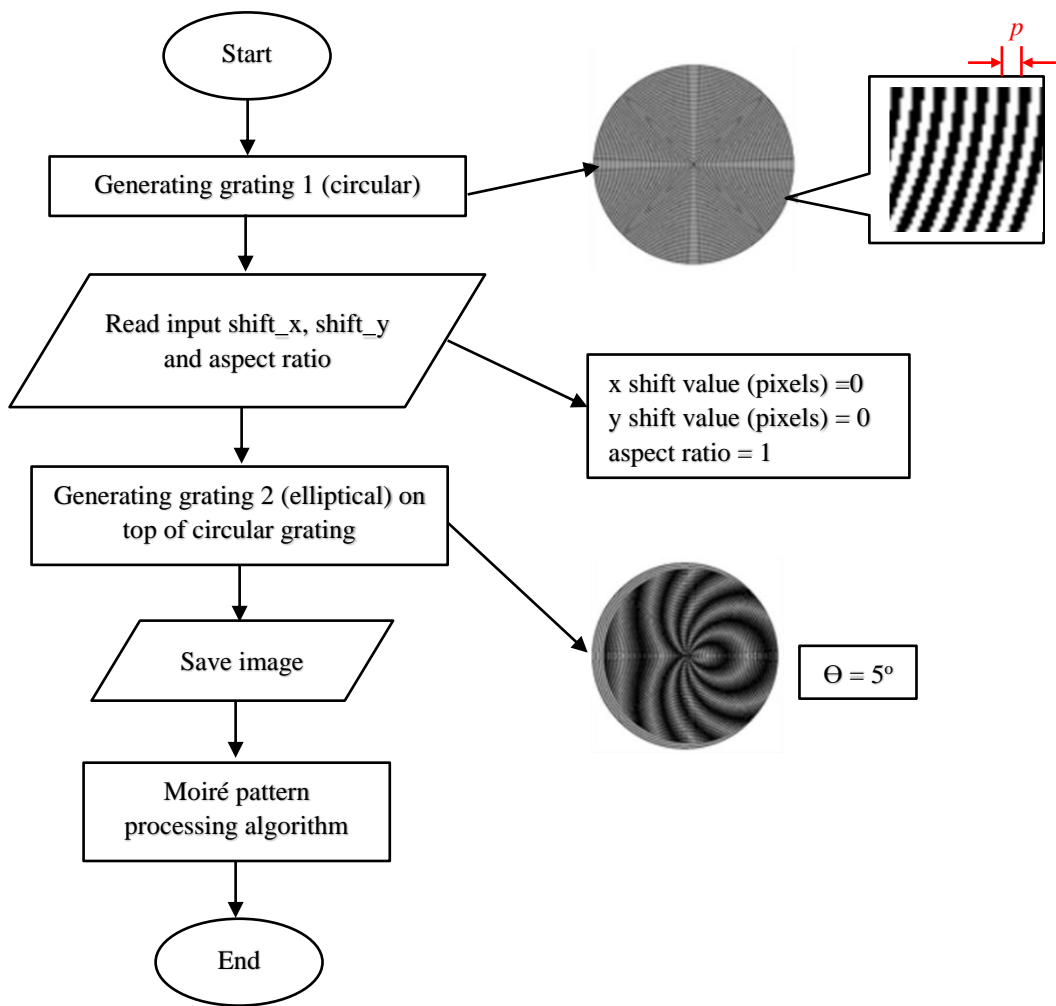 Start
p
Generating grating 1 (circular)
Read input shift_x, shift_y
and aspect ratio
x shift value (pixels) =0
y shift value (pixels) = 0
aspect ratio = 1
Generating grating 2 (elliptical) on
top of circular grating
Save image
ϴ = 5º
Moiré pattern
processing algorithm
End